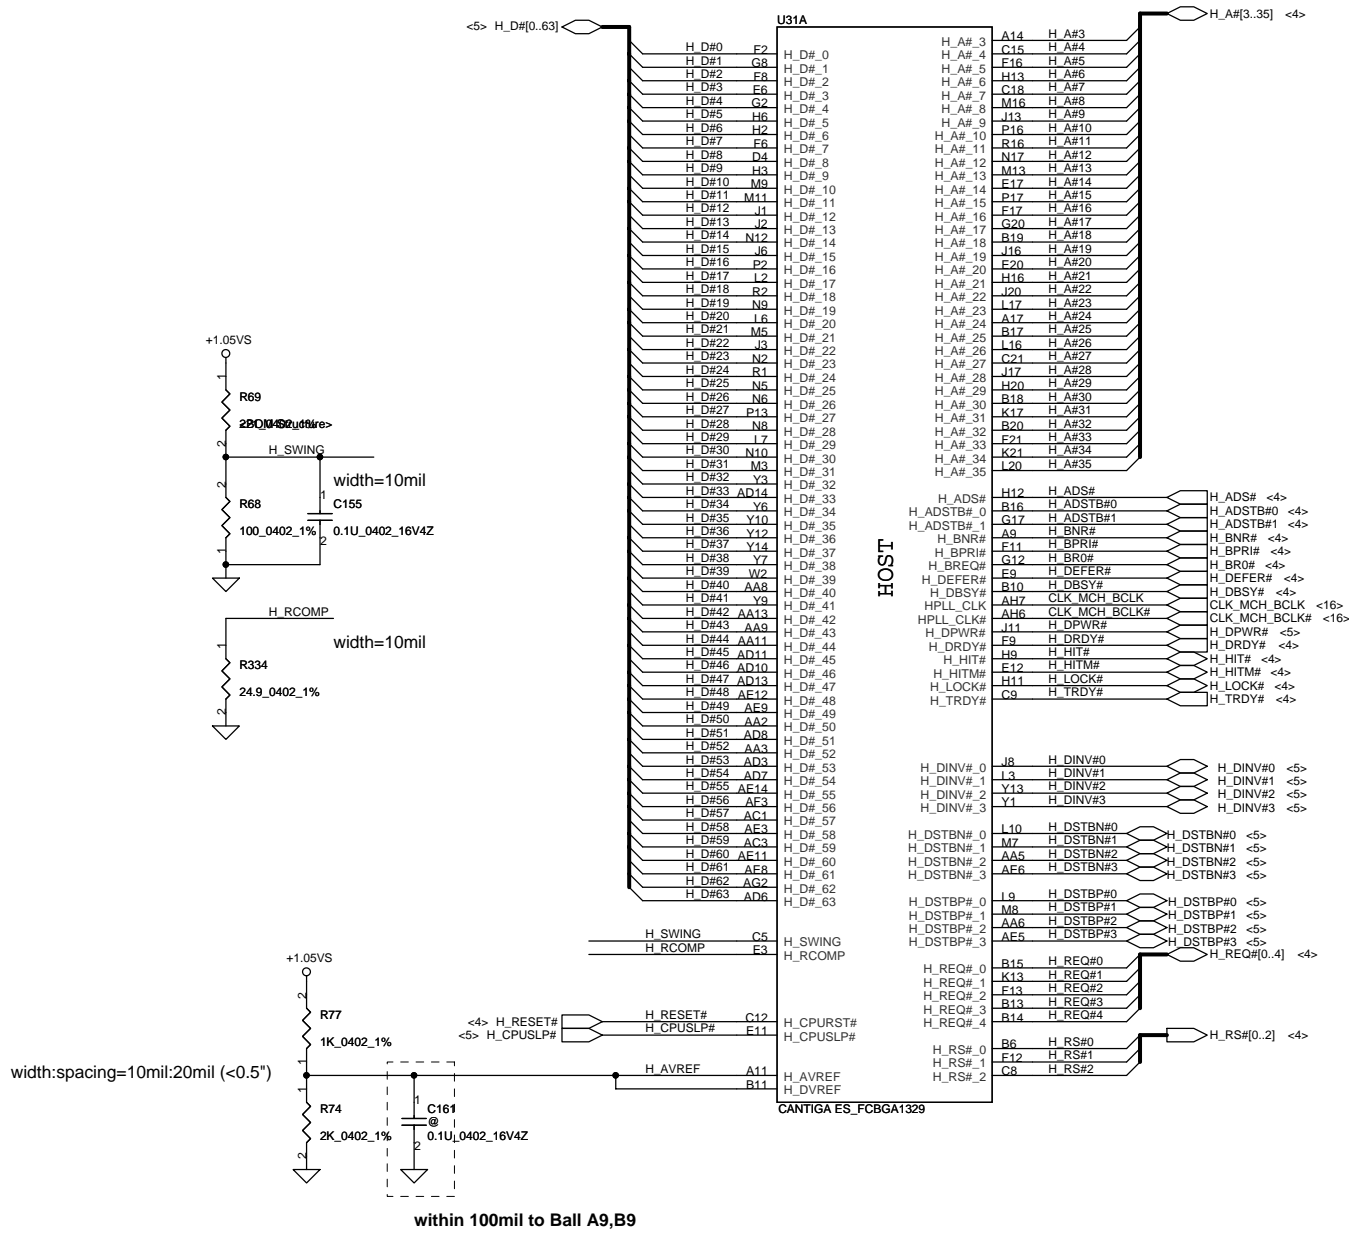 U31A
<5> H_D#[0..63]
H_A#[3..35] <4>
H_D#0 F2 H_D#_0 H_A#_3 A14 H_A#3
H_D#1 G8 H_D#_1 H_A#_4 C15 H_A#4
H_D#2 F8 H_D#_2 H_A#_5 F16 H_A#5
H_D#3 E6 H_D#_3 H_A#_6 H13 H_A#6
H_D#4 G2 H_D#_4 H_A#_7 C18 H_A#7
H_D#5 H6 H_D#_5 H_A#_8 M16 H_A#8
H_D#6 H2 H_D#_6 H_A#_9 J13 H_A#9
H_D#7 F6 H_D#_7 H_A#_10 P16 H_A#10
H_D#8 D4 H_D#_8 H_A#_11 R16 H_A#11
H_D#9 H3 H_D#_9 H_A#_12 N17 H_A#12
H_D#10 M9 H_D#_10 H_A#_13 M13 H_A#13
H_D#11 M11 H_D#_11 H_A#_14 E17 H_A#14
H_D#12 J1 H_D#_12 H_A#_15 P17 H_A#15
H_D#13 J2 H_D#_13 H_A#_16 F17 H_A#16
H_D#14 N12 H_D#_14 H_A#_17 G20 H_A#17
H_D#15 J6 H_D#_15 H_A#_18 B19 H_A#18
H_D#16 P2 H_D#_16 H_A#_19 J16 H_A#19
H_D#17 L2 H_D#_17 H_A#_20 E20 H_A#20
H_D#18 R2 H_D#_18 H_A#_21 H16 H_A#21
H_D#19 N9 H_D#_19 H_A#_22 J20 H_A#22
H_D#20 L6 H_D#_20 H_A#_23 L17 H_A#23
H_D#21 M5 H_D#_21 H_A#_24 A17 H_A#24
H_D#22 J3 H_D#_22 H_A#_25 B17 H_A#25
H_D#23 N2 H_D#_23 H_A#_26 L16 H_A#26
H_D#24 R1 H_D#_24 H_A#_27 C21 H_A#27
H_D#25 N5 H_D#_25 H_A#_28 J17 H_A#28
H_D#26 N6 H_D#_26 H_A#_29 H20 H_A#29
H_D#27 P13 H_D#_27 H_A#_30 B18 H_A#30
H_D#28 N8 H_D#_28 H_A#_31 K17 H_A#31
H_D#29 L7 H_D#_29 H_A#_32 B20 H_A#32
H_D#30 N10 H_D#_30 H_A#_33 F21 H_A#33
H_D#31 M3 H_D#_31 H_A#_34 K21 H_A#34
H_D#32 Y3 H_D#_32 H_A#_35 L20 H_A#35
H_D#33 AD14 H_D#_33 H_ADS# H12 H_ADS# H_ADS# <4>
H_D#34 Y6 H_D#_34 H_ADSTB#_0 B16 H_ADSTB#0 H_ADSTB#0 <4>
H_D#35 Y10 H_D#_35 H_ADSTB#_1 G17 H_ADSTB#1 H_ADSTB#1 <4>
H_D#36 Y12 H_D#_36 H_BNR# A9 H_BNR# H_BNR# <4>
H_D#37 Y14 H_D#_37 H_BPRI# F11 H_BPRI# H_BPRI# <4>
H_D#38 Y7 H_D#_38 H_BREQ# G12 H_BR0# H_BR0# <4>
H_D#39 W2 H_D#_39 H_DEFER# E9 H_DEFER# H_DEFER# <4>
H_D#40 AA8 H_D#_40 H_DBSY# B10 H_DBSY# H_DBSY# <4>
H_D#41 Y9 H_D#_41 HPLL_CLK AH7 CLK_MCH_BCLK CLK_MCH_BCLK <16>
H_D#42 AA13 H_D#_42 HPLL_CLK# AH6 CLK_MCH_BCLK# CLK_MCH_BCLK# <16>
H_D#43 AA9 H_D#_43 H_DPWR# J11 H_DPWR# H_DPWR# <5>
H_D#44 AA11 H_D#_44 H_DRDY# F9 H_DRDY# H_DRDY# <4>
H_D#45 AD11 H_D#_45 H_HIT# H9 H_HIT# H_HIT# <4>
H_D#46 AD10 H_D#_46 H_HITM# E12 H_HITM# H_HITM# <4>
H_D#47 AD13 H_D#_47 H_LOCK# H11 H_LOCK# H_LOCK# <4>
H_D#48 AE12 H_D#_48 H_TRDY# C9 H_TRDY# H_TRDY# <4>
H_D#49 AE9 H_D#_49
H_D#50 AA2 H_D#_50
H_D#51 AD8 H_D#_51
H_D#52 AA3 H_D#_52
H_D#53 AD3 H_D#_53 H_DINV#_0 J8 H_DINV#0 H_DINV#0 <5>
H_D#54 AD7 H_D#_54 H_DINV#_1 L3 H_DINV#1 H_DINV#1 <5>
H_D#55 AE14 H_D#_55 H_DINV#_2 Y13 H_DINV#2 H_DINV#2 <5>
H_D#56 AF3 H_D#_56 H_DINV#_3 Y1 H_DINV#3 H_DINV#3 <5>
H_D#57 AC1 H_D#_57
H_D#58 AE3 H_D#_58 H_DSTBN#_0 L10 H_DSTBN#0 H_DSTBN#0 <5>
H_D#59 AC3 H_D#_59 H_DSTBN#_1 M7 H_DSTBN#1 H_DSTBN#1 <5>
H_D#60 AE11 H_D#_60 H_DSTBN#_2 AA5 H_DSTBN#2 H_DSTBN#2 <5>
H_D#61 AE8 H_D#_61 H_DSTBN#_3 AE6 H_DSTBN#3 H_DSTBN#3 <5>
H_D#62 AG2 H_D#_62
H_D#63 AD6 H_D#_63 H_DSTBP#_0 L9 H_DSTBP#0 H_DSTBP#0 <5>
H_DSTBP#_1 M8 H_DSTBP#1 H_DSTBP#1 <5>
H_DSTBP#_2 AA6 H_DSTBP#2 H_DSTBP#2 <5>
H_SWING C5 H_SWING H_DSTBP#_3 AE5 H_DSTBP#3 H_DSTBP#3 <5>
H_RCOMP E3 H_RCOMP
H_REQ#[0..4] <4>
H_REQ#_0 B15 H_REQ#0
H_REQ#_1 K13 H_REQ#1
H_REQ#_2 F13 H_REQ#2
H_REQ#_3 B13 H_REQ#3
H_REQ#_4 B14 H_REQ#4
<4> H_RESET# H_RESET# C12 H_CPURST#
<5> H_CPUSLP# H_CPUSLP# E11 H_CPUSLP#
H_RS#[0..2] <4>
H_RS#_0 B6 H_RS#0
H_RS#_1 F12 H_RS#1
H_RS#_2 C8 H_RS#2
H_AVREF A11 H_AVREF
B11 H_DVREF
HOST
CANTIGA ES_FCBGA1329
+1.05VS
1
R69
2
H_SWING
width=10mil
2
R68
100_0402_1%
1
1
C155
0.1U_0402_16V4Z
2
H_RCOMP
width=10mil
1
R334
24.9_0402_1%
2
+1.05VS
2
R77
1K_0402_1%
1
width:spacing=10mil:20mil (<0.5")
1
R74
2K_0402_1%
2
1
C161
@
0.1U_0402_16V4Z
2
within 100mil to Ball A9,B9